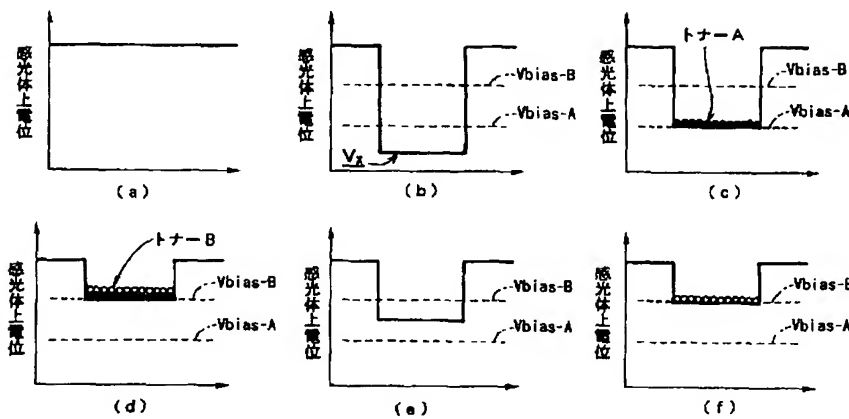 感光体上電位
(a)
感光体上電位
Vbias-B
Vbias-A
Vx
(b)
感光体上電位
トナーA
Vbias-B
Vbias-A
(c)
感光体上電位
トナーB
Vbias-B
Vbias-A
(d)
感光体上電位
Vbias-B
Vbias-A
(e)
感光体上電位
Vbias-B
Vbias-A
(f)